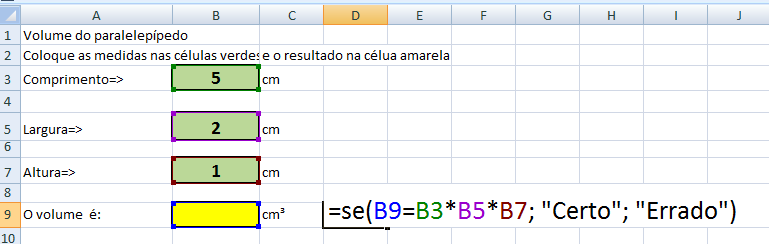 A B C D E F G H I J
1 Volume do paralelepípedo
2 Coloque as medidas nas células verdes e o resultado na célua amarela
3 Comprimento=> 5 cm
4
5 Largura=> 2 cm
6
7 Altura=> 1 cm
8
9 O volume é: cm³ =se(B9=B3*B5*B7; "Certo"; "Errado")
10